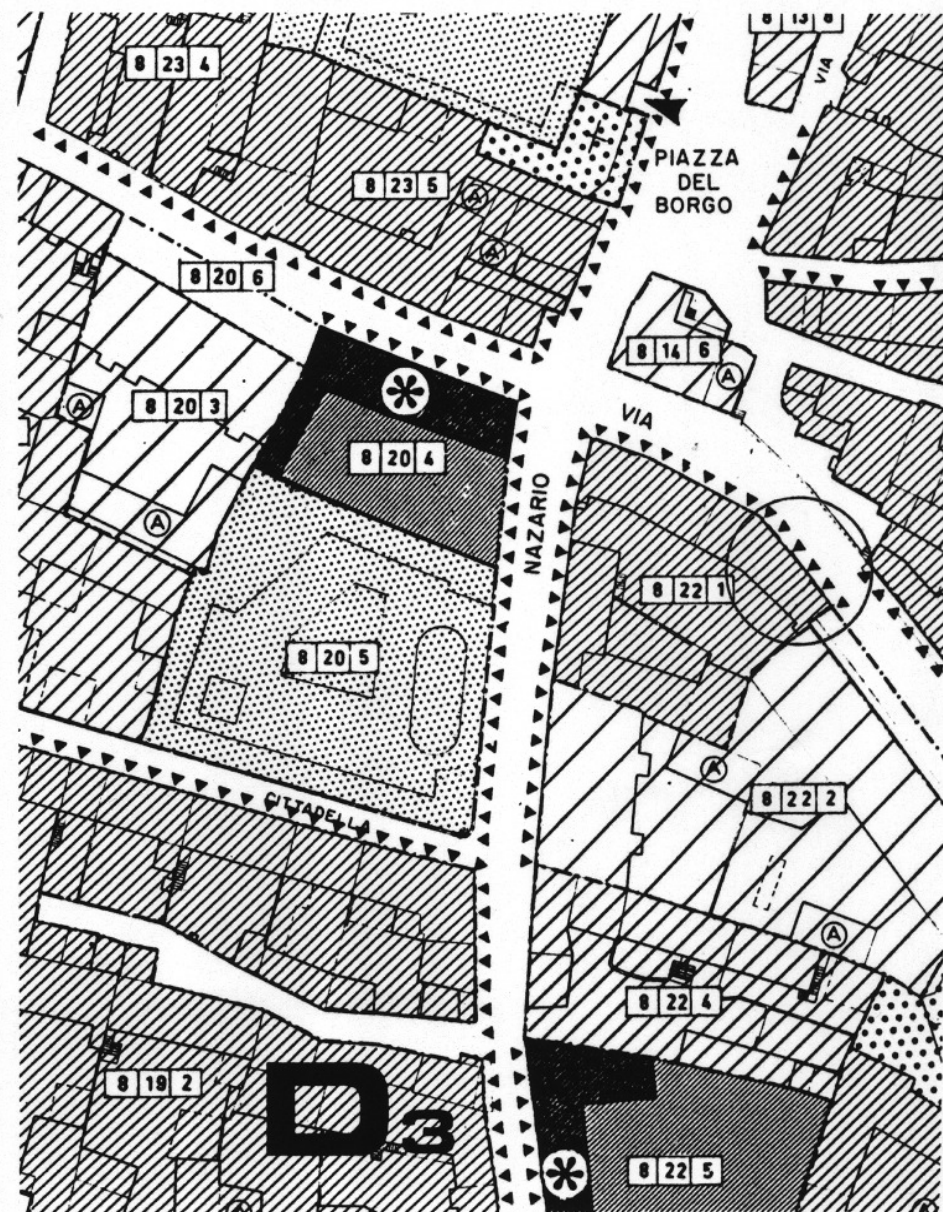 8 13 8
8 23 4
VIA
PIAZZA
DEL
BORGO
8 23 5
A
A
8 20 6
8 14 6
A
8 20 3
A
VIA
8 20 4
A
NAZARIO
8 22 1
8 20 5
A
8 22 2
CITTADELLA
A
8 22 4
8 19 2
D3
8 22 5
A
A